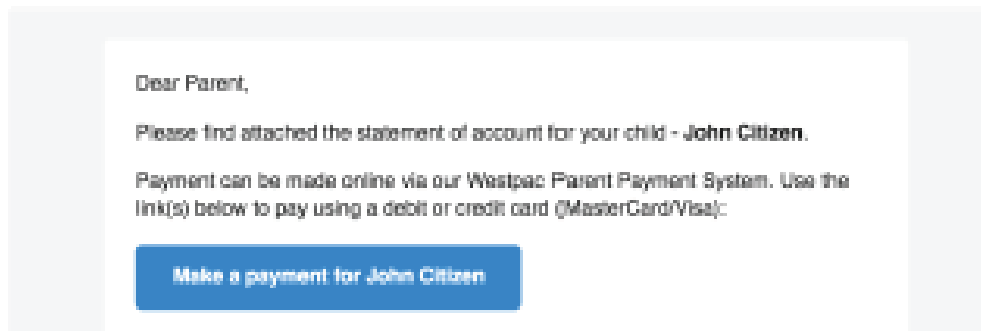 Dear Parent,
Please find attached the statement of account for your child - John Citizen.
Payment can be made online via our Westpac Parent Payment System. Use the
link(s) below to pay using a debit or credit card (MasterCard/Visa):
Make a payment for John Citizen